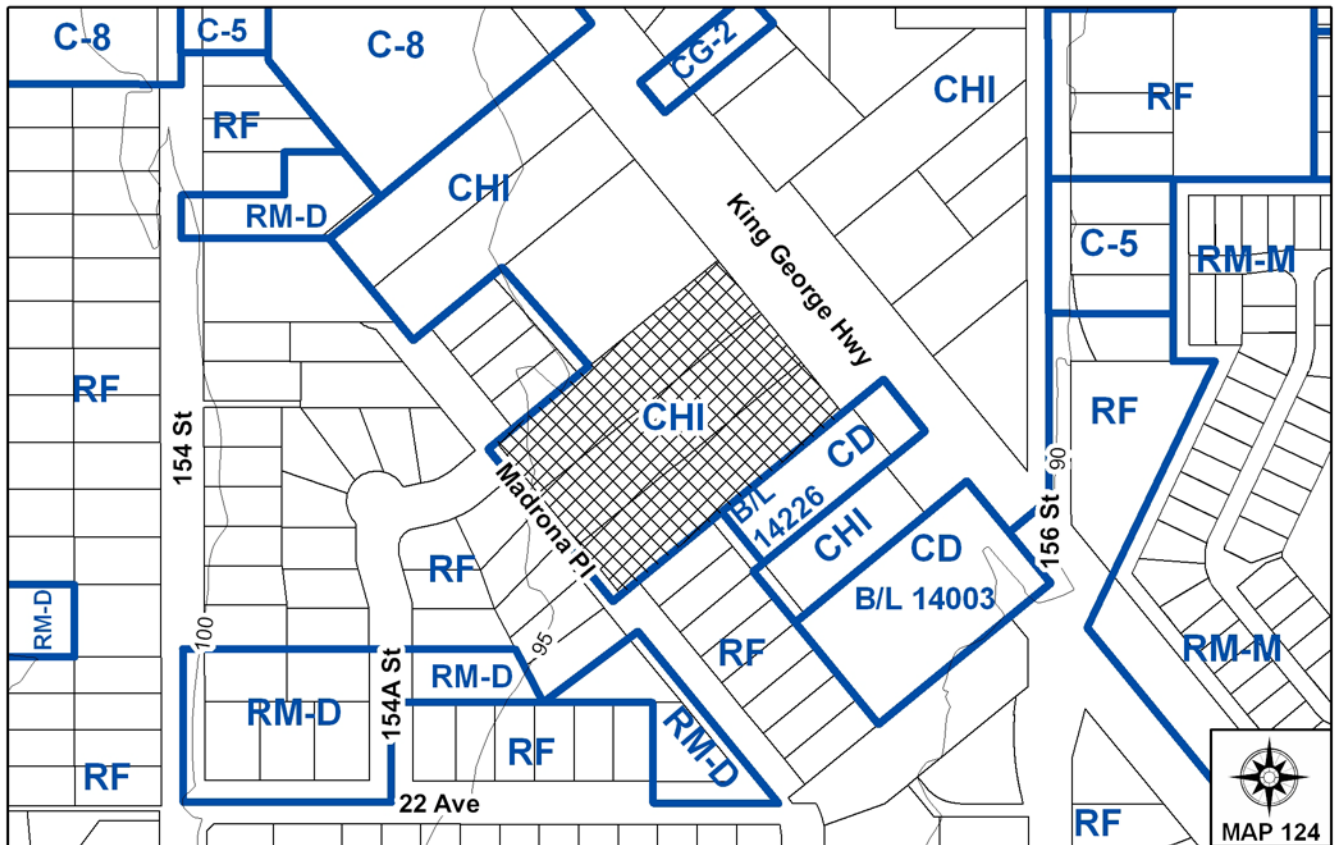 C-8
C-5
C-8
CG-2
CHI
RF
RF
CHI
RM-D
King George Hwy
C-5
RM-M
RF
154 St
CHI
RF
CD
B/L
14226
Madrona Pl
CHI
CD
B/L 14003
90
156 St
RF
RM-D
100
95
RF
RM-M
154A St
RM-D
RM-D
RM-D
RF
RF
22 Ave
RF
MAP 124